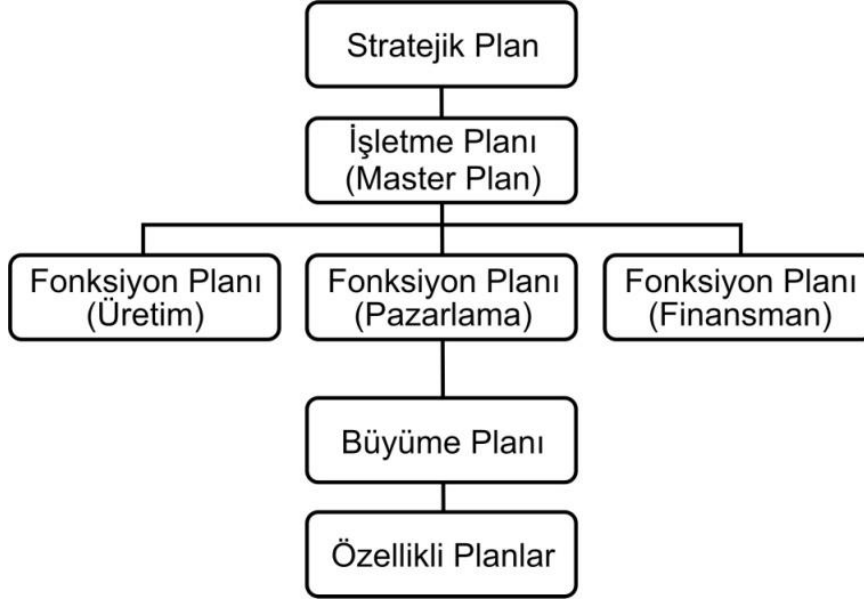 Stratejik Plan
İşletme Planı
(Master Plan)
Fonksiyon Planı
(Üretim)
Fonksiyon Planı
(Pazarlama)
Fonksiyon Planı
(Finansman)
Büyüme Planı
Özellikli Planlar